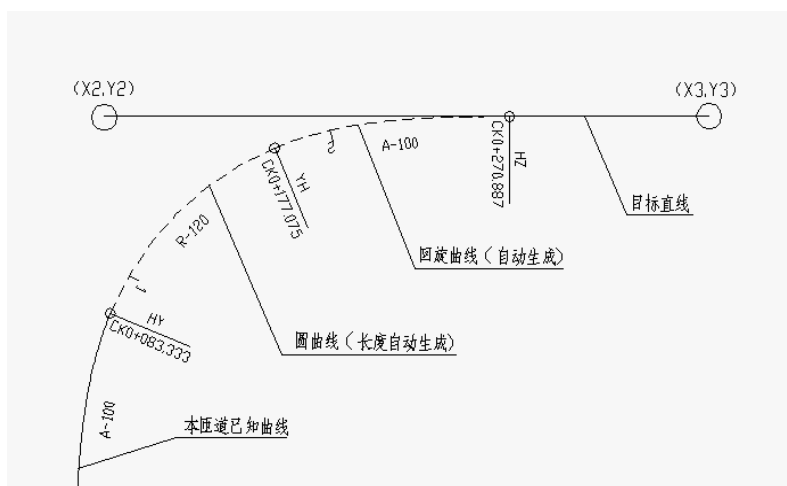 (X2,Y2)
(X3,Y3)
A-100
HZ
CK0+270.887
2
YH
CK0+177.075
目标直线
R-120
回旋曲线(自动生成)
1
HY
CK0+083.333
圆曲线(长度自动生成)
A-100
本匝道已知曲线